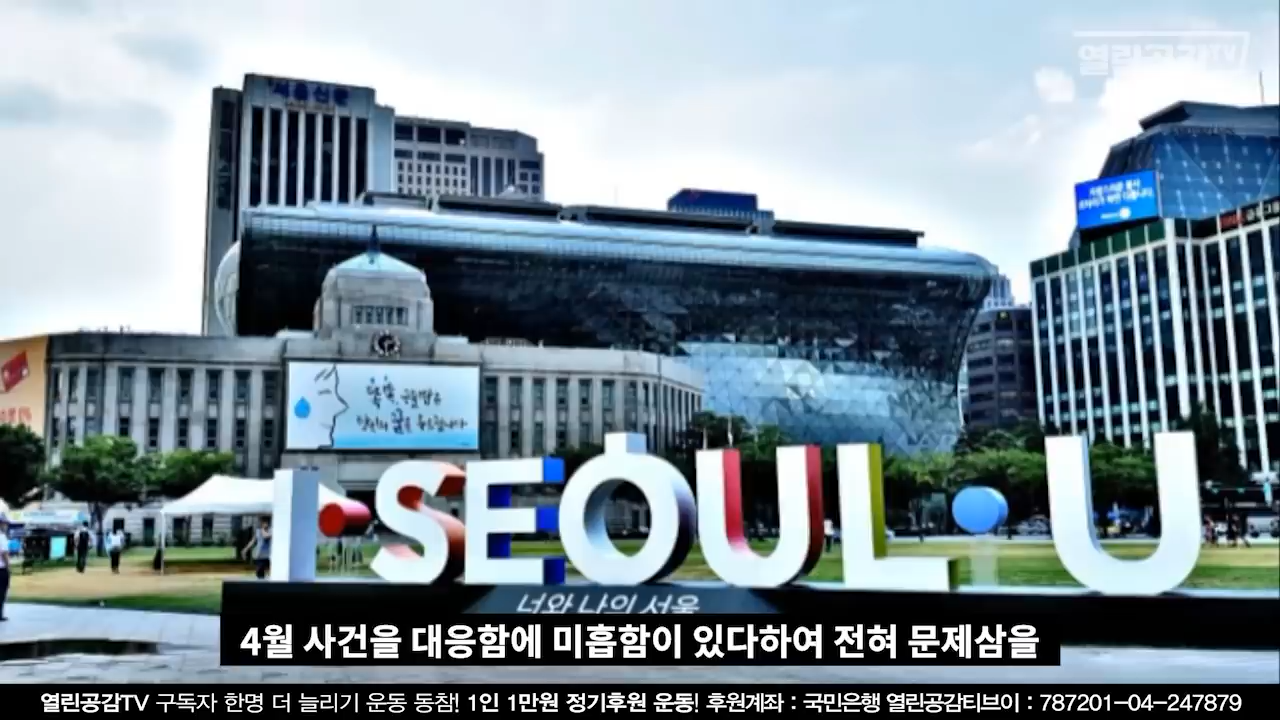 열린공감TV
서울신문
I·SEOUL·U
너와 나의 서울
4월 사건을 대응함에 미흡함이 있다하여 전혀 문제삼을
열린공감TV 구독자 한명 더 늘리기 운동 동참! 1인 1만원 정기후원 운동! 후원계좌 : 국민은행 열린공감티브이 : 787201-04-247879